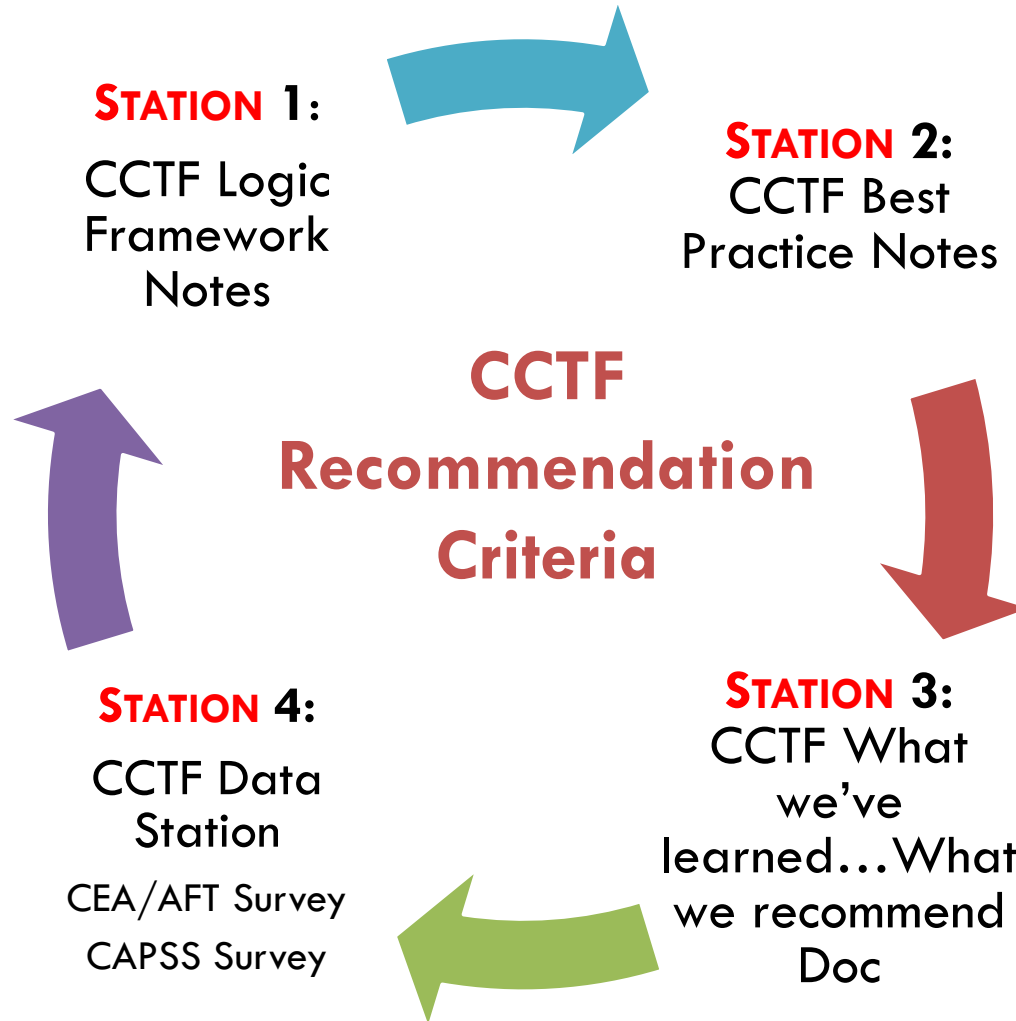 STATION 1:
CCTF Logic
Framework
Notes
STATION 2:
CCTF Best
Practice Notes
CCTF
Recommendation
Criteria
STATION 3:
CCTF What
we’ve
learned…What
we recommend
Doc
STATION 4:
CCTF Data
Station
CEA/AFT Survey
CAPSS Survey